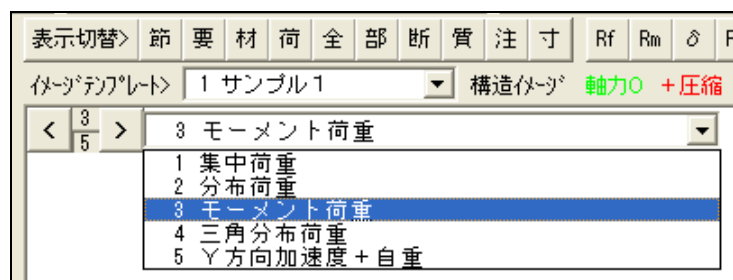 表示切替> 節 要 材 荷 全 部 断 質 注 寸 Rf Rm δ
ｲﾒｰｼﾞﾃﾝﾌﾟﾚｰﾄ> 1 サンプル1 構造ｲﾒｰｼﾞ 軸力0 +圧縮
< 3 5 > 3 モーメント荷重
1 集中荷重
2 分布荷重
3 モーメント荷重
4 三角分布荷重
5 Ｙ方向加速度＋自重